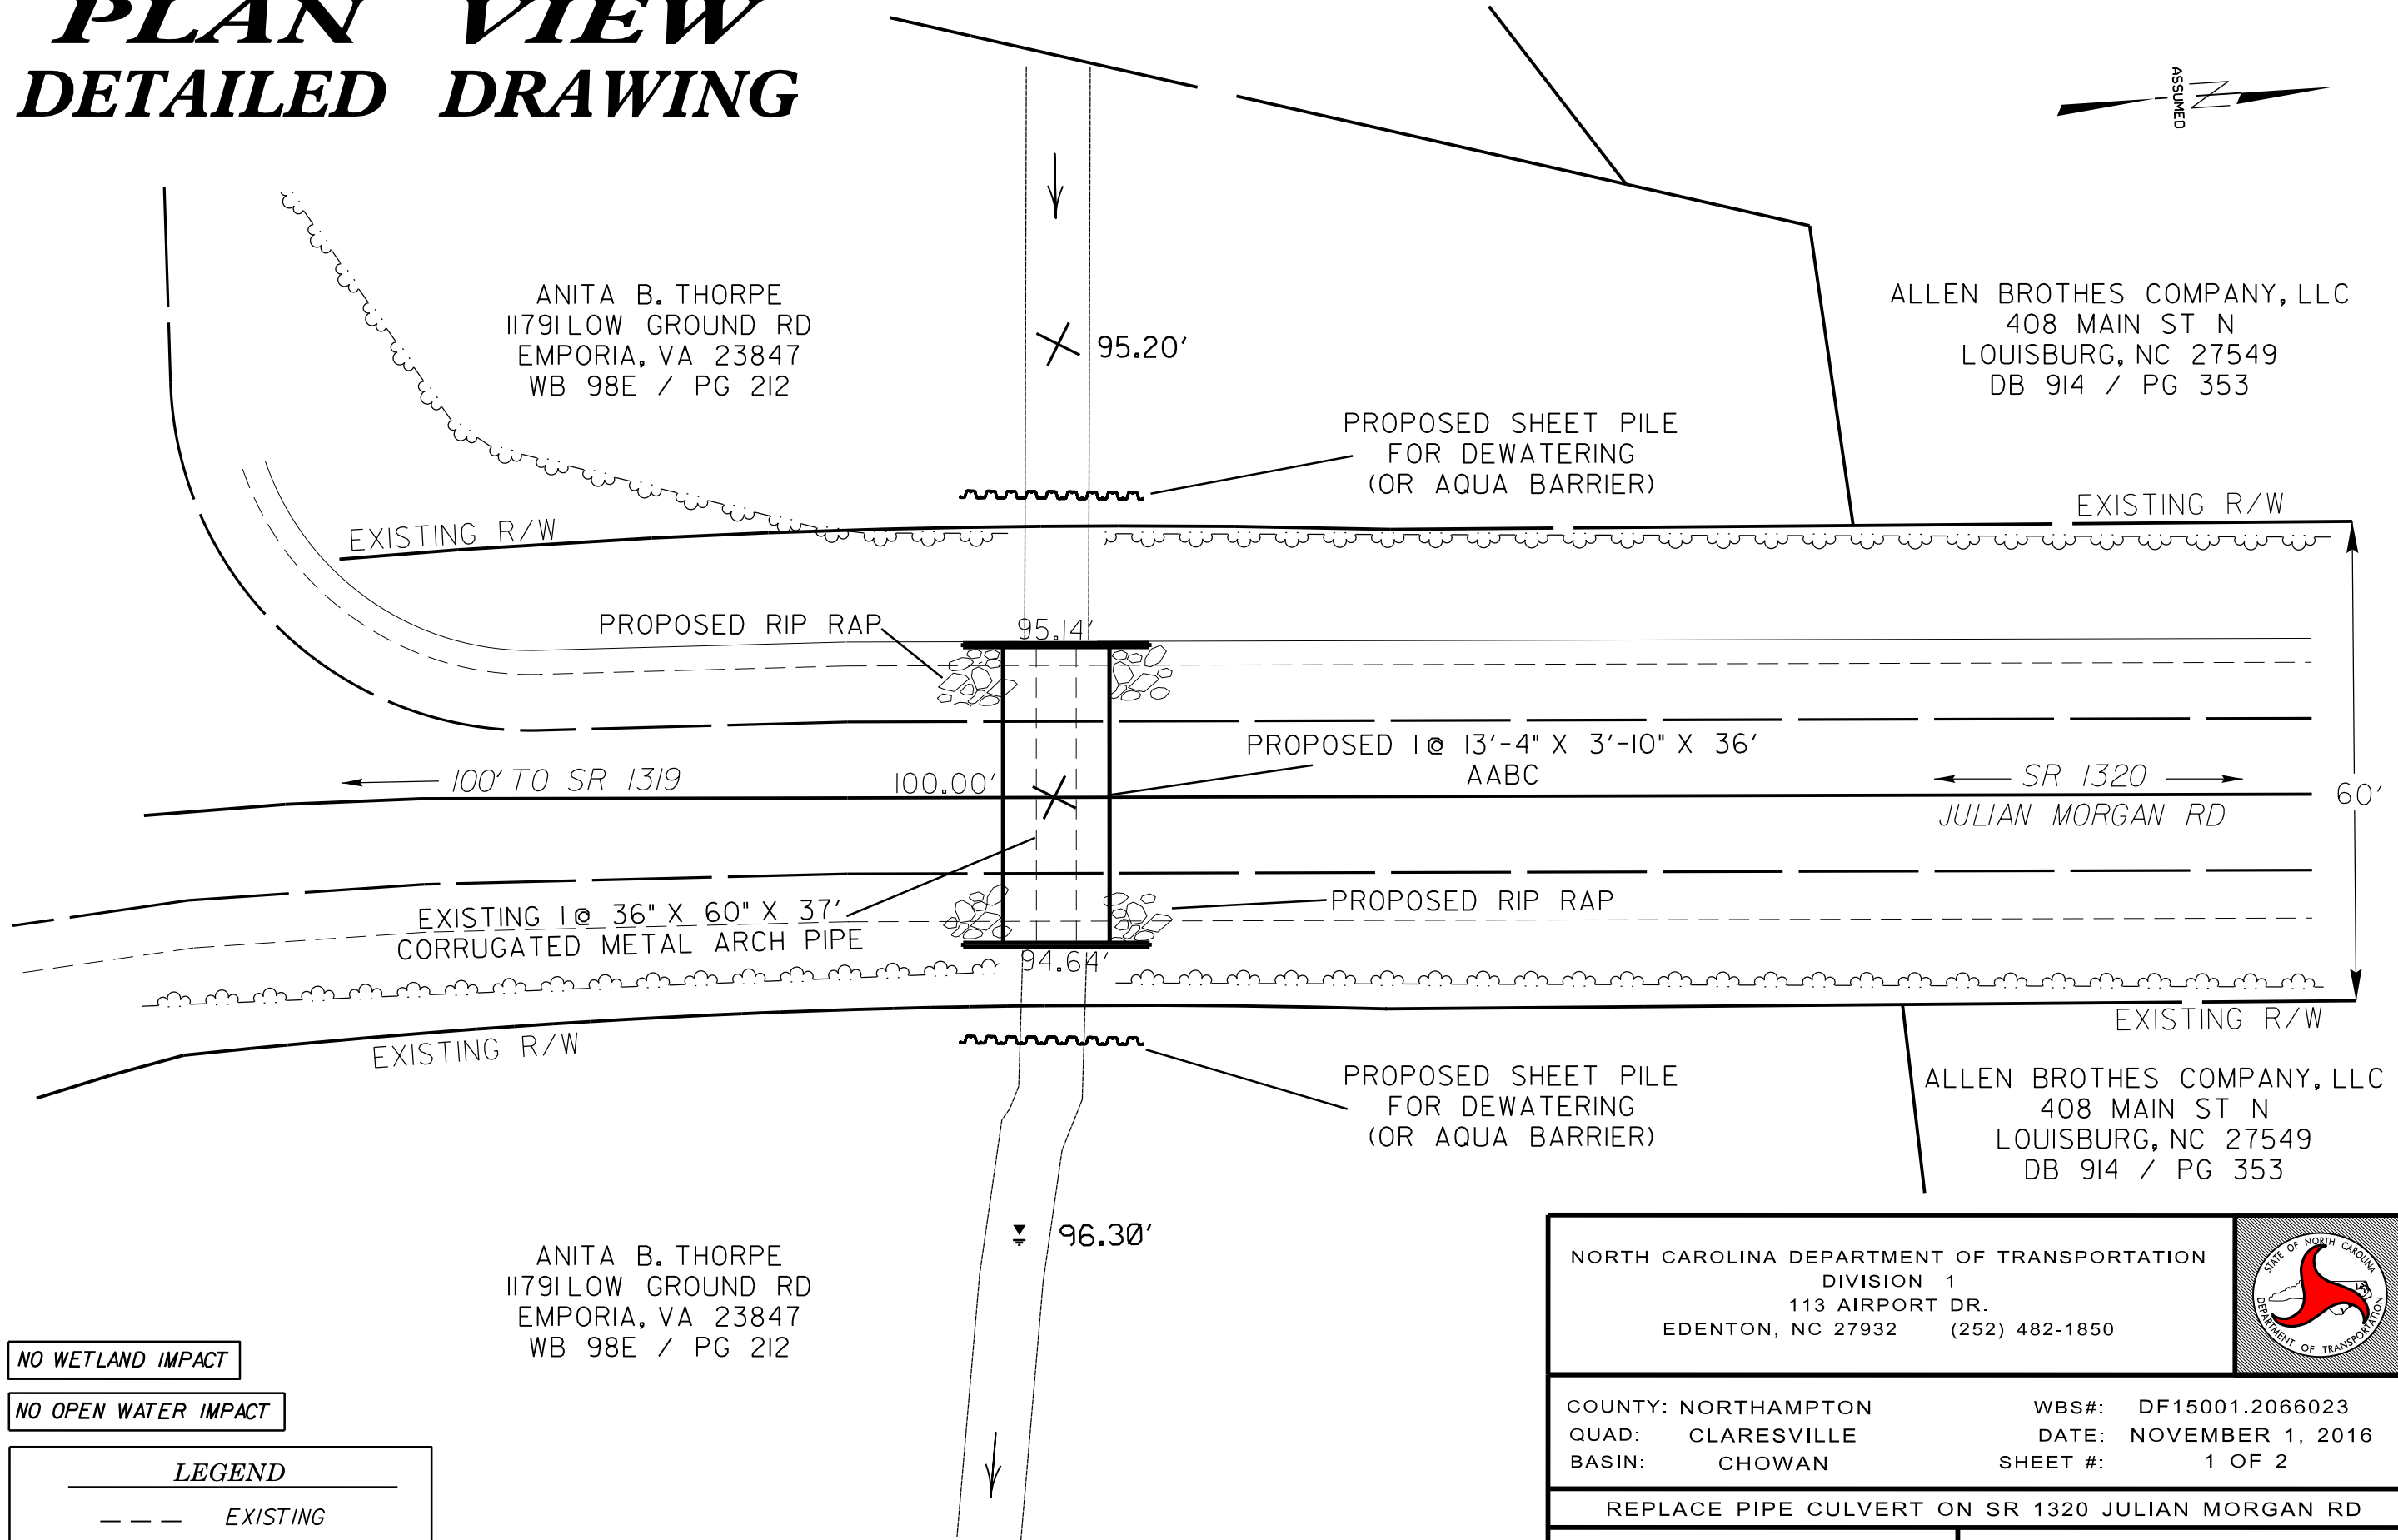 PLAN VIEW
DETAILED DRAWING
ASSUMED
ANITA B. THORPE
11791 LOW GROUND RD
EMPORIA, VA 23847
WB 98E / PG 212
95.20'
ALLEN BROTHES COMPANY, LLC
408 MAIN ST N
LOUISBURG, NC 27549
DB 914 / PG 353
PROPOSED SHEET PILE
FOR DEWATERING
(OR AQUA BARRIER)
EXISTING R/W
EXISTING R/W
PROPOSED RIP RAP
95.14'
PROPOSED 1@ 13'-4" X 3'-10" X 36'
AABC
100' TO SR 1319
100.00'
SR 1320
JULIAN MORGAN RD
60'
EXISTING 1@ 36" X 60" X 37'
CORRUGATED METAL ARCH PIPE
PROPOSED RIP RAP
94.64'
EXISTING R/W
EXISTING R/W
PROPOSED SHEET PILE
FOR DEWATERING
(OR AQUA BARRIER)
ALLEN BROTHES COMPANY, LLC
408 MAIN ST N
LOUISBURG, NC 27549
DB 914 / PG 353
96.30'
ANITA B. THORPE
11791 LOW GROUND RD
EMPORIA, VA 23847
WB 98E / PG 212
NO WETLAND IMPACT
NO OPEN WATER IMPACT
LEGEND
EXISTING
NORTH CAROLINA DEPARTMENT OF TRANSPORTATION
DIVISION 1
113 AIRPORT DR.
EDENTON, NC 27932 (252) 482-1850
STATE OF NORTH CAROLINA
DEPARTMENT OF TRANSPORTATION
COUNTY: NORTHAMPTON WBS#: DF15001.2066023
QUAD: CLARESVILLE DATE: NOVEMBER 1, 2016
BASIN: CHOWAN SHEET #: 1 OF 2
REPLACE PIPE CULVERT ON SR 1320 JULIAN MORGAN RD